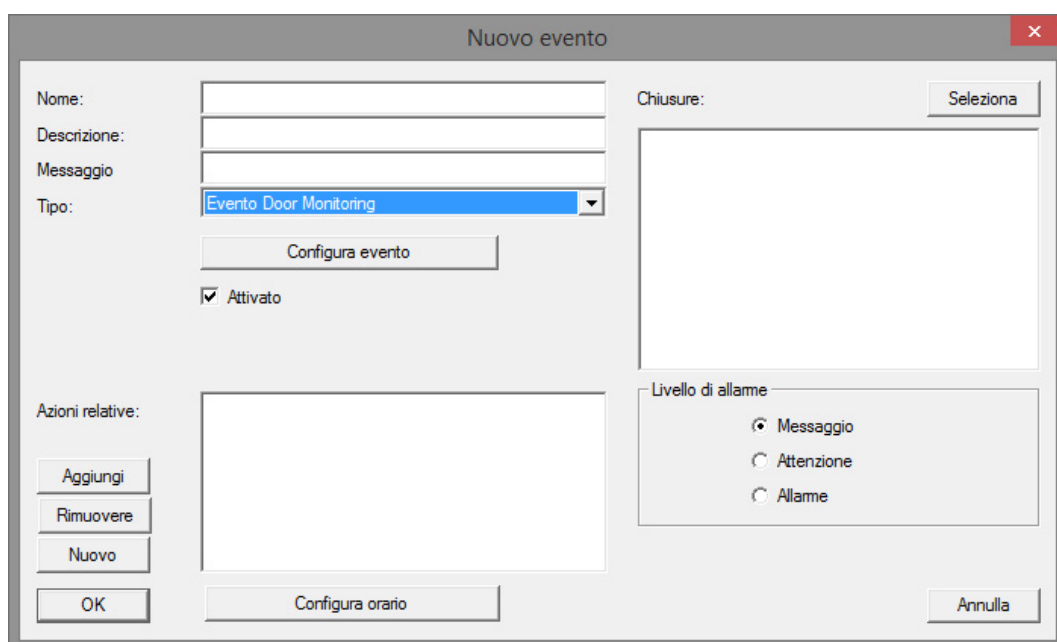 Nuovo evento
Nome:
Descrizione:
Messaggio
Tipo:
Evento Door Monitoring
Configura evento
Attivato
Azioni relative:
Aggiungi
Rimuovere
Nuovo
OK
Configura orario
Chiusure:
Seleziona
Livello di allarme
Messaggio
Attenzione
Allarme
Annulla